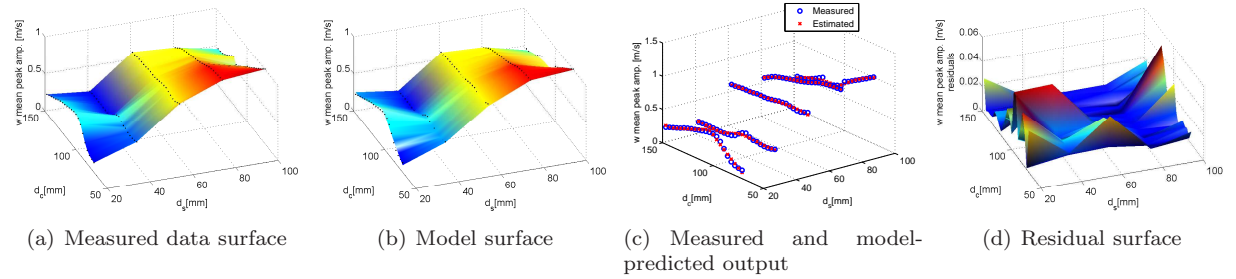 w mean peak amp. [m/s]
1
0.5
0
150
100
50
d_c[mm]
20
40
60
80
100
d_s[mm]
(a) Measured data surface
w mean peak amp. [m/s]
1
0.5
0
150
100
50
d_c[mm]
20
40
60
80
100
d_s[mm]
(b) Model surface
Measured
Estimated
w mean peak amp. [m/s]
1.5
1
0.5
0
150
100
50
d_c[mm]
20
40
60
80
100
d_s[mm]
(c) Measured and model-
predicted output
w mean peak amp. [m/s]
residuals
0.06
0.04
0.02
0
150
100
50
d_c[mm]
20
40
60
80
100
d_s[mm]
(d) Residual surface